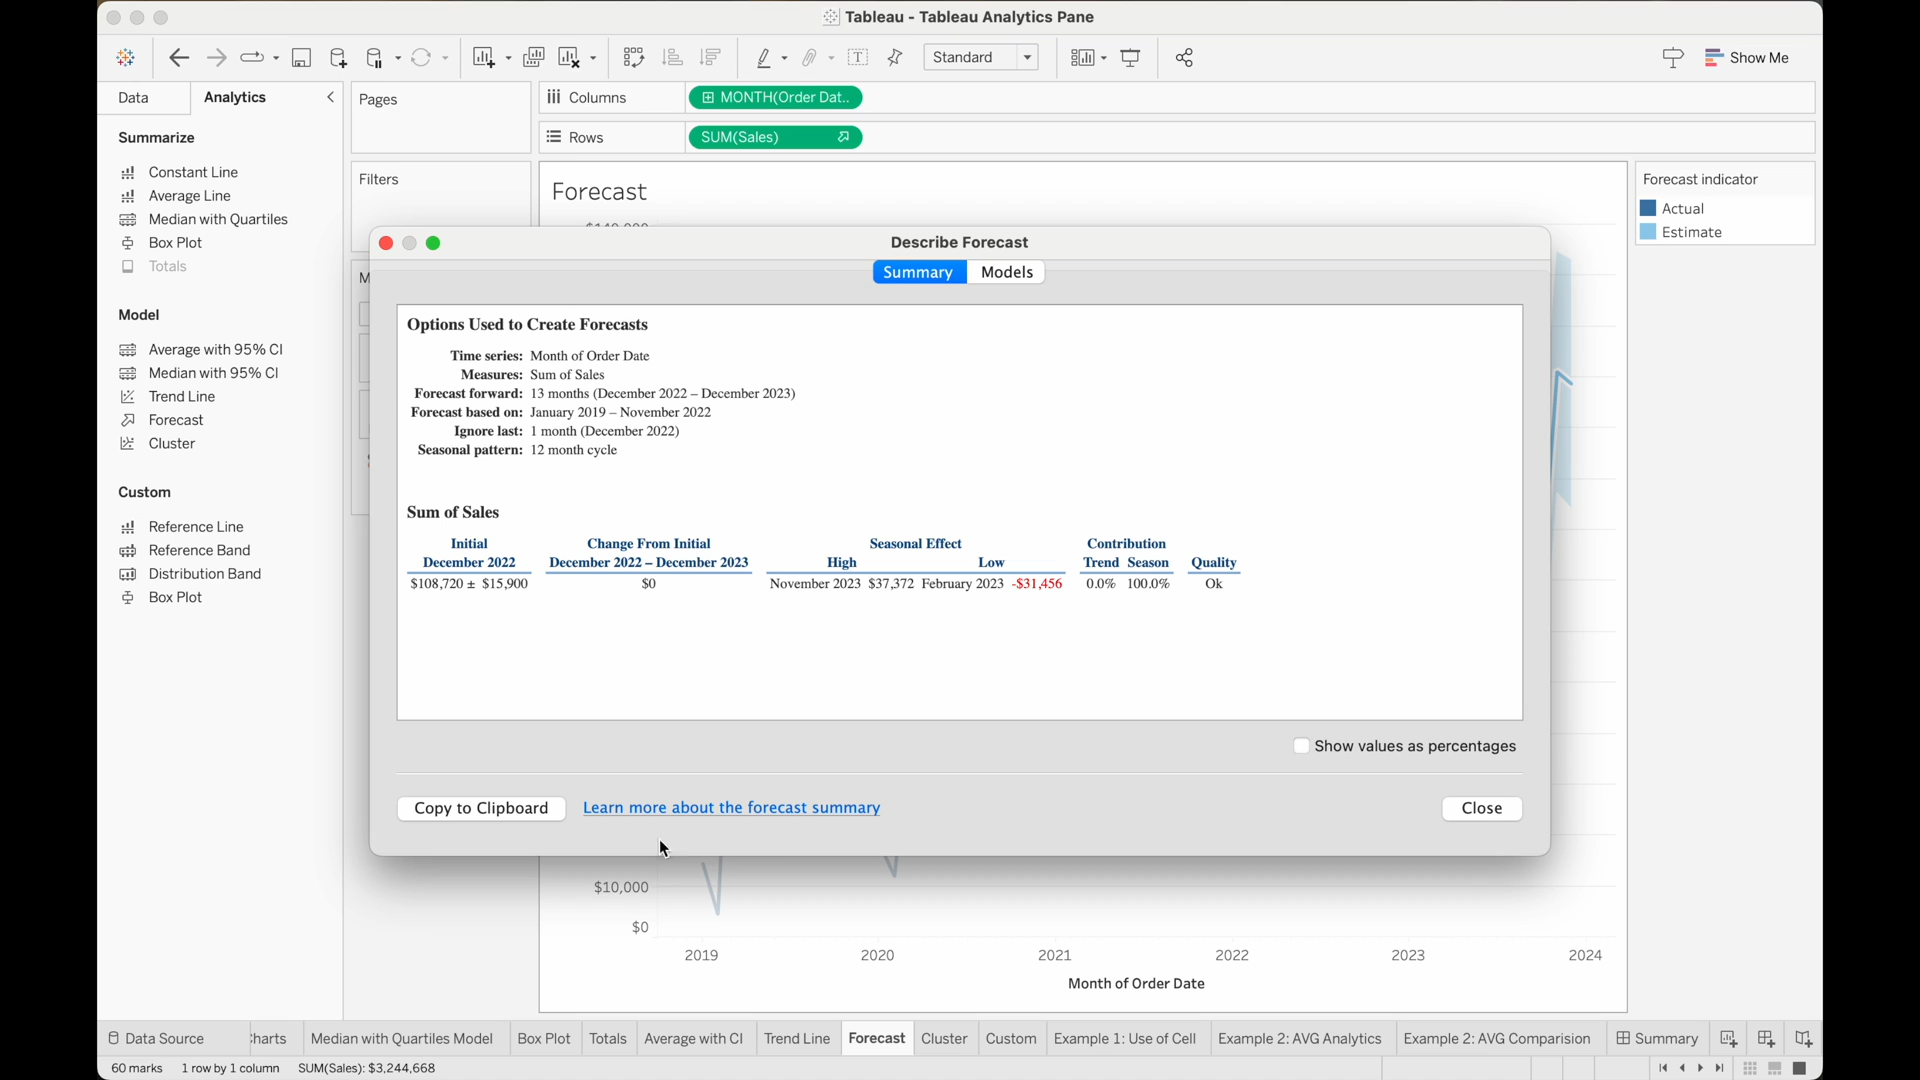 Tableau - Tableau Analytics Pane
Standard
Show Me
Data
Analytics
Pages
Columns
MONTH(Order Dat..
Rows
SUM(Sales)
Summarize
Constant Line
Average Line
Median with Quartiles
Box Plot
Totals
Model
Average with 95% CI
Median with 95% CI
Trend Line
Forecast
Cluster
Custom
Reference Line
Reference Band
Distribution Band
Box Plot
Filters
Forecast
Forecast indicator
Actual
Estimate
Describe Forecast
Summary
Models
Options Used to Create Forecasts
Time series: Month of Order Date
Measures: Sum of Sales
Forecast forward: 13 months (December 2022 – December 2023)
Forecast based on: January 2019 – November 2022
Ignore last: 1 month (December 2022)
Seasonal pattern: 12 month cycle
Sum of Sales
Initial Change From Initial Seasonal Effect Contribution
December 2022 December 2022 – December 2023 High Low Trend Season Quality
$108,720 ± $15,900 $0 November 2023 $37,372 February 2023 -$31,456 0.0% 100.0% Ok
Show values as percentages
Copy to Clipboard
Learn more about the forecast summary
Close
$10,000
$0
2019 2020 2021 2022 2023 2024
Month of Order Date
Data Source
harts
Median with Quartiles Model
Box Plot
Totals
Average with CI
Trend Line
Forecast
Cluster
Custom
Example 1: Use of Cell
Example 2: AVG Analytics
Example 2: AVG Comparision
Summary
60 marks 1 row by 1 column SUM(Sales): $3,244,668